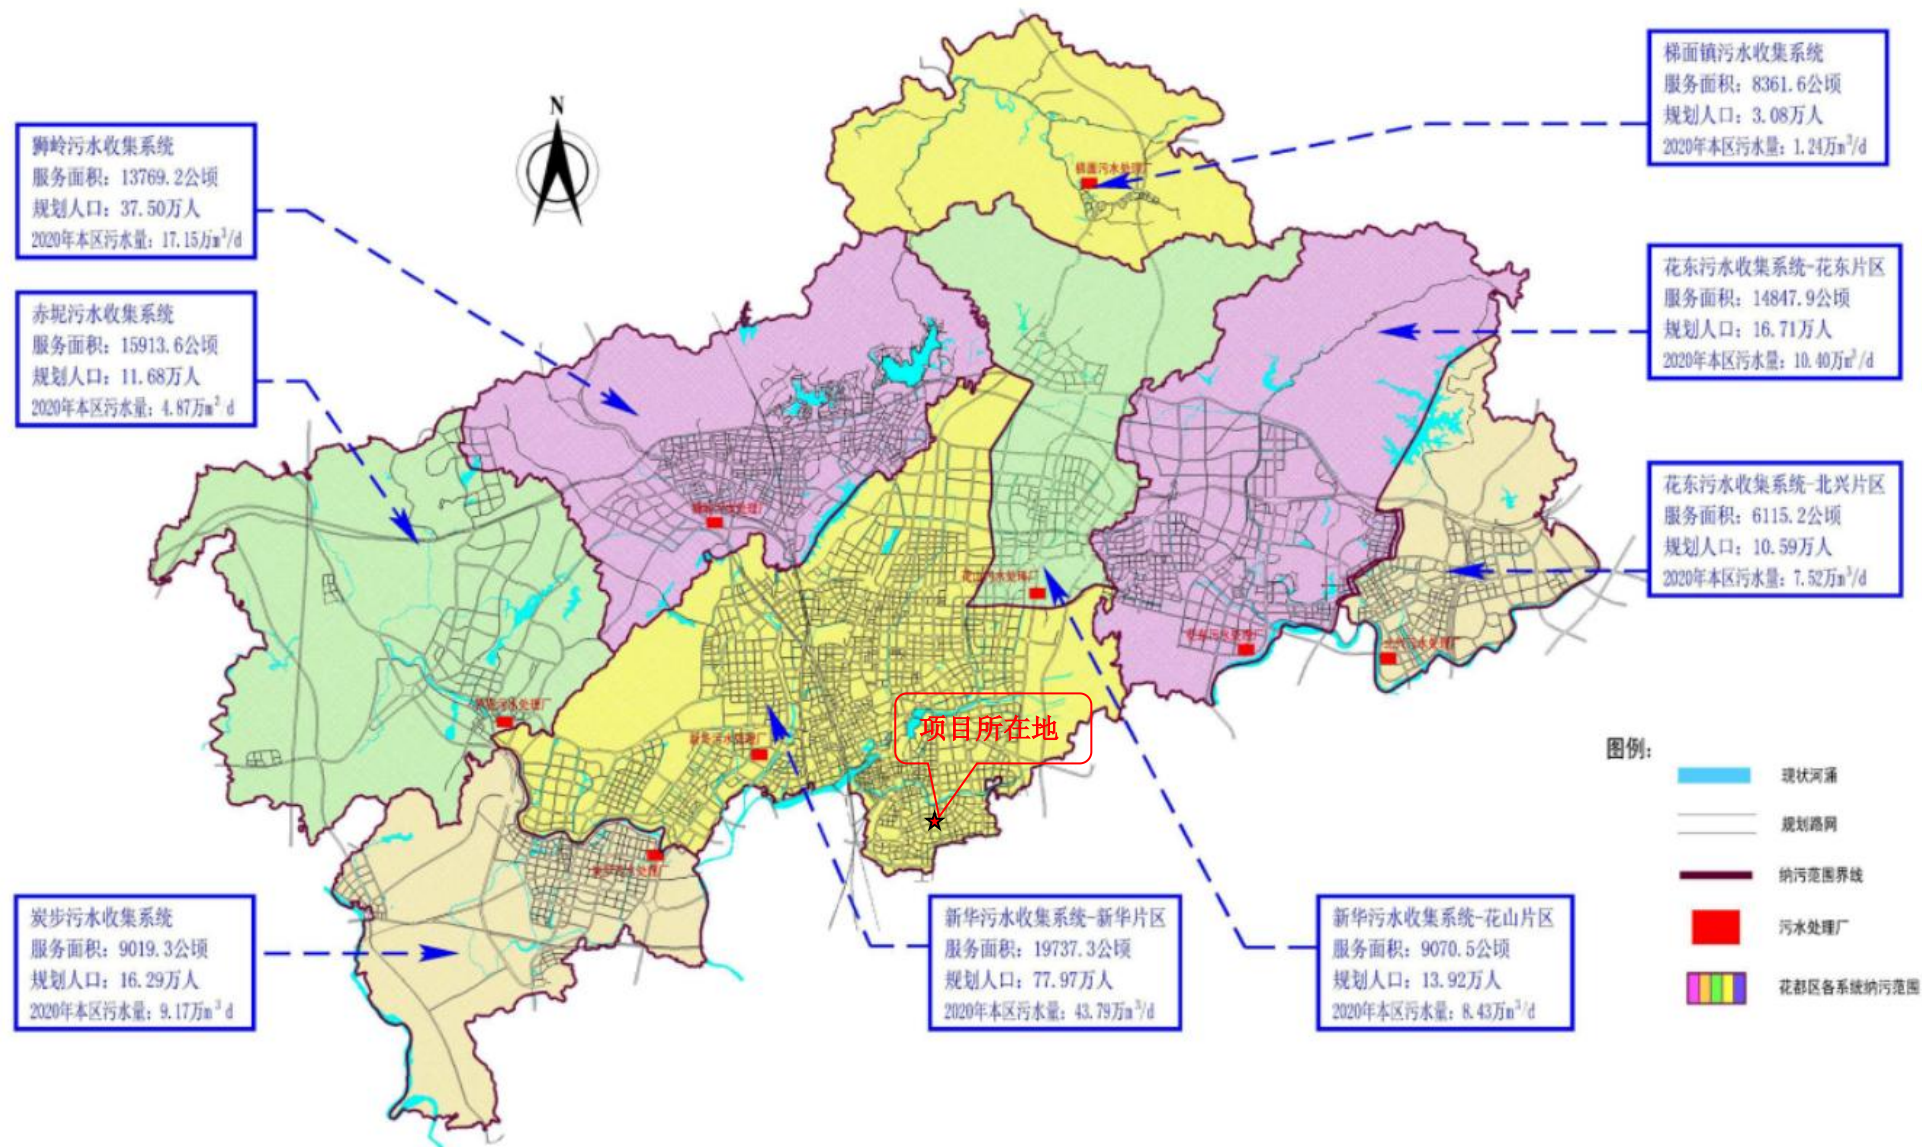 梯面镇污水收集系统
服务面积：8361.6公顷
规划人口：3.08万人
2020年本区污水量：1.24万m³/d
N
狮岭污水收集系统
服务面积：13769.2公顷
规划人口：37.50万人
2020年本区污水量：17.15万m³/d
梯面污水处理厂
花东污水收集系统-花东片区
服务面积：14847.9公顷
规划人口：16.71万人
2020年本区污水量：10.40万m³/d
赤坭污水收集系统
服务面积：15913.6公顷
规划人口：11.68万人
2020年本区污水量：4.87万m² d
花东污水收集系统-北兴片区
服务面积：6115.2公顷
规划人口：10.59万人
2020年本区污水量：7.52万m³/d
污水处理厂
项目所在地
图例：
现状河涌
规划路网
纳污范围界线
污水处理厂
花都区各系统纳污范围
炭步污水收集系统
服务面积：9019.3公顷
规划人口：16.29万人
2020年本区污水量：9.17万m³ d
新华污水收集系统-新华片区
服务面积：19737.3公顷
规划人口：77.97万人
2020年本区污水量：43.79万m³/d
新华污水收集系统-花山片区
服务面积：9070.5公顷
规划人口：13.92万人
2020年本区污水量：8.43万m³/d